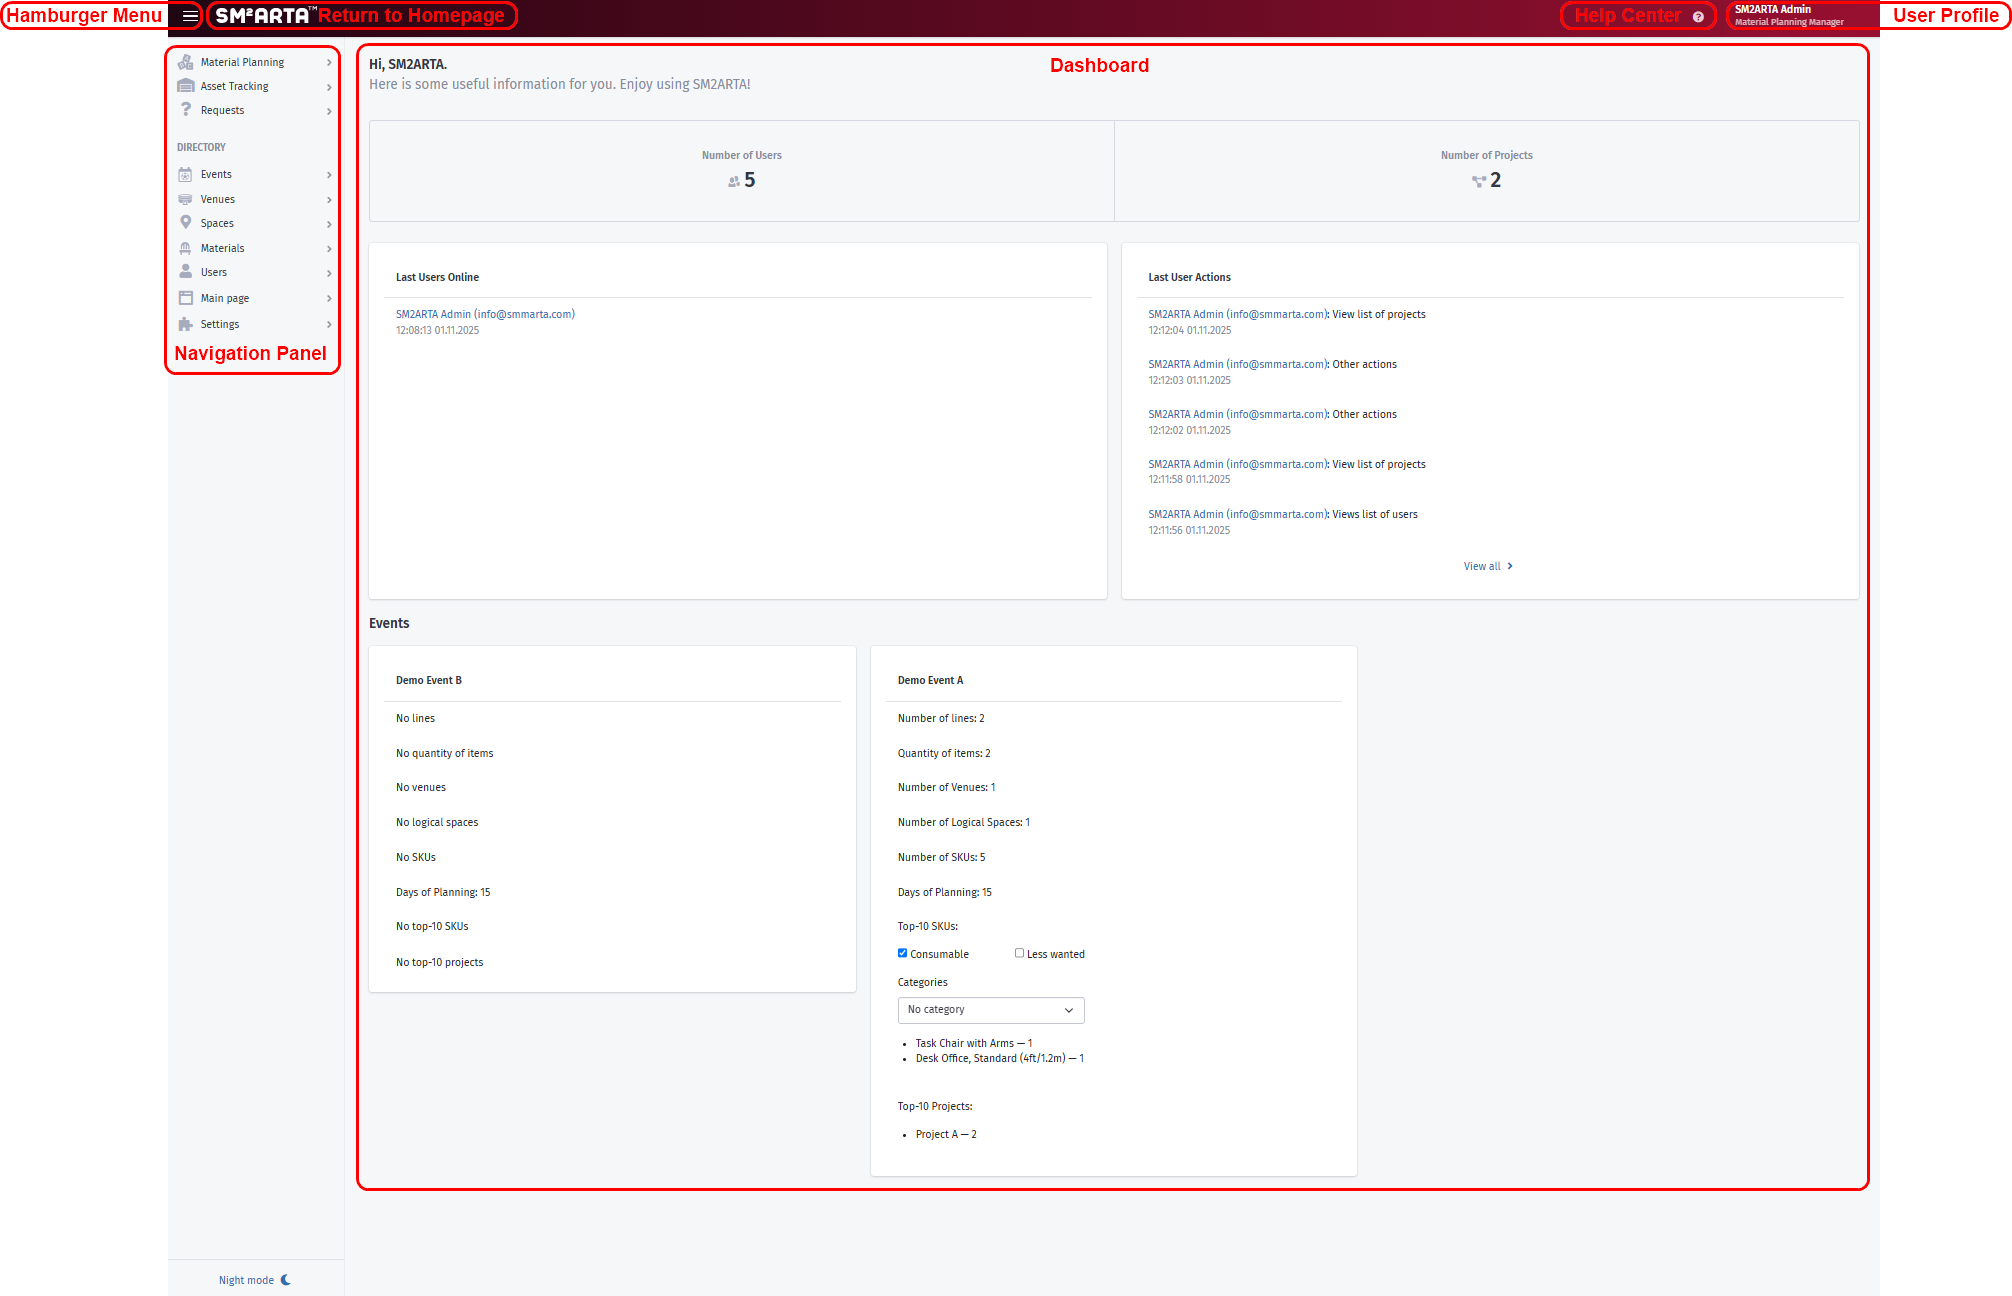 Hamburger Menu
SM²ARTA™ Return to Homepage
Help Center
SM2ARTA Admin
Material Planning Manager
User Profile
Material Planning
Asset Tracking
Requests
DIRECTORY
Events
Venues
Spaces
Materials
Users
Main page
Settings
Navigation Panel
Night mode
Dashboard
Hi, SM2ARTA.
Here is some useful information for you. Enjoy using SM2ARTA!
Number of Users
5
Number of Projects
2
Last Users Online
SM2ARTA Admin (info@smmarta.com)
12:08:13 01.11.2025
Last User Actions
SM2ARTA Admin (info@smmarta.com): View list of projects
12:12:04 01.11.2025
SM2ARTA Admin (info@smmarta.com): Other actions
12:12:03 01.11.2025
SM2ARTA Admin (info@smmarta.com): Other actions
12:12:02 01.11.2025
SM2ARTA Admin (info@smmarta.com): View list of projects
12:11:58 01.11.2025
SM2ARTA Admin (info@smmarta.com): Views list of users
12:11:56 01.11.2025
View all
Events
Demo Event B
No lines
No quantity of items
No venues
No logical spaces
No SKUs
Days of Planning: 15
No top-10 SKUs
No top-10 projects
Demo Event A
Number of lines: 2
Quantity of items: 2
Number of Venues: 1
Number of Logical Spaces: 1
Number of SKUs: 5
Days of Planning: 15
Top-10 SKUs:
Consumable
Less wanted
Categories
No category
• Task Chair with Arms — 1
• Desk Office, Standard (4ft/1.2m) — 1
Top-10 Projects:
• Project A — 2